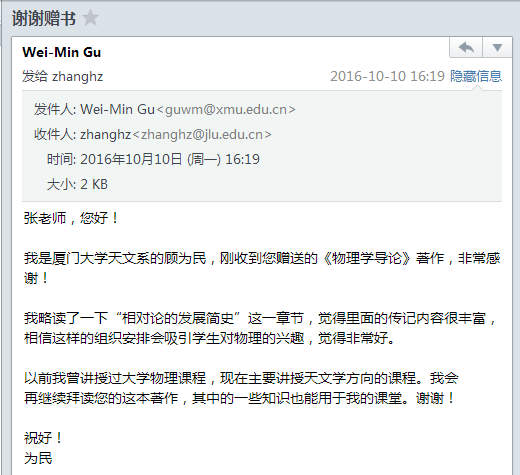 谢谢赠书
Wei-Min Gu
发给 zhanghz
2016-10-10 16:19 隐藏信息
发件人: Wei-Min Gu<guwm@xmu.edu.cn>
收件人: zhanghz<zhanghz@jlu.edu.cn>
时间: 2016年10月10日 (周一) 16:19
大小: 2 KB
张老师，您好！
我是厦门大学天文系的顾为民，刚收到您赠送的《物理学导论》著作，非常感
谢！
我略读了一下“相对论的发展简史”这一章节，觉得里面的传记内容很丰富，
相信这样的组织安排会吸引学生对物理的兴趣，觉得非常好。
以前我曾讲授过大学物理课程，现在主要讲授天文学方向的课程。我会
再继续拜读您的这本著作，其中的一些知识也能用于我的课堂。谢谢！
祝好！
为民